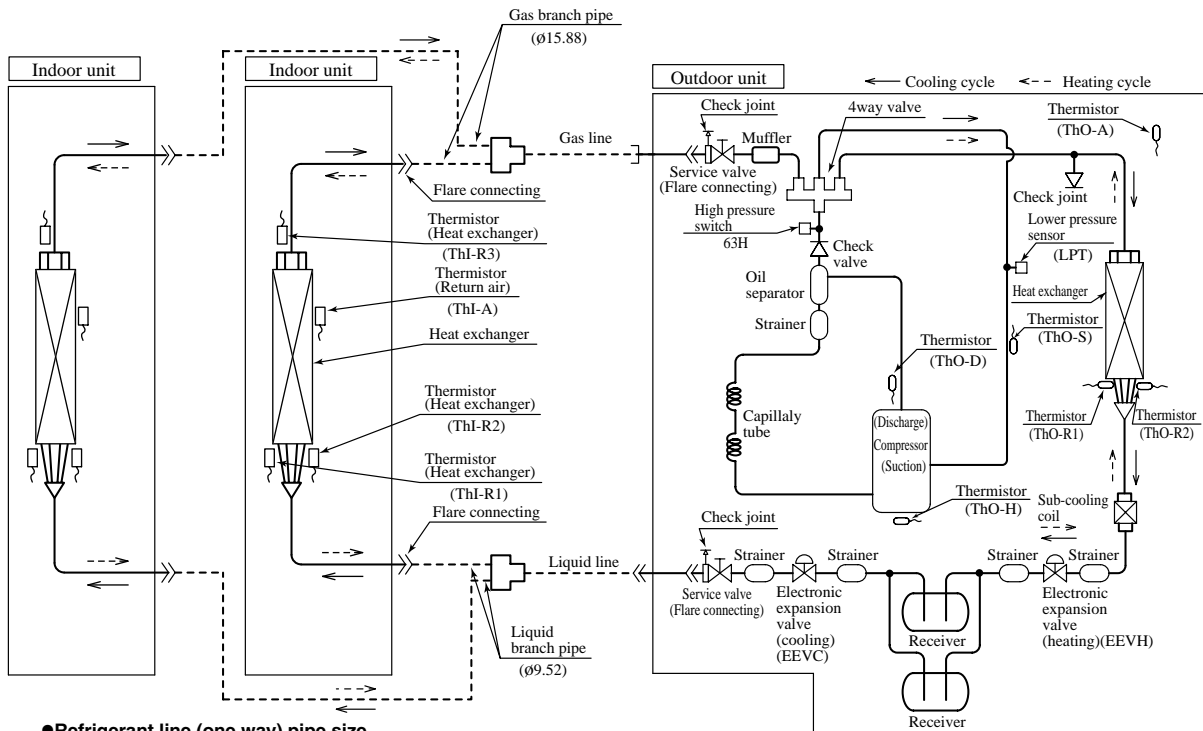 Gas branch pipe
(ø15.88)
Indoor unit
Indoor unit
Outdoor unit
Cooling cycle
Heating cycle
Check joint
4way valve
Thermistor
(ThO-A)
Muffler
Gas line
Service valve
(Flare connecting)
Flare connecting
Check joint
High pressure
switch
63H
Lower pressure
sensor
(LPT)
Thermistor
(Heat exchanger)
(ThI-R3)
Check
valve
Thermistor
(Return air)
(ThI-A)
Oil
separator
Heat exchanger
Strainer
Thermistor
(ThO-S)
Heat exchanger
Thermistor
(ThO-D)
Thermistor
(Heat exchanger)
(ThI-R2)
Capillaly
tube
(Discharge)
Compressor
(Suction)
Thermistor
(ThO-R1)
Thermistor
(ThO-R2)
Thermistor
(Heat exchanger)
(ThI-R1)
Thermistor
(ThO-H)
Sub-cooling
coil
Flare connecting
Check joint
Liquid line
Strainer
Strainer
Strainer
Strainer
Service valve
(Flare connecting)
Electronic
expansion
valve
(cooling)
(EEVC)
Receiver
Electronic
expansion
valve
(heating)(EEVH)
Liquid
branch pipe
(ø9.52)
Receiver
●Refrigerant line (one way) pipe size